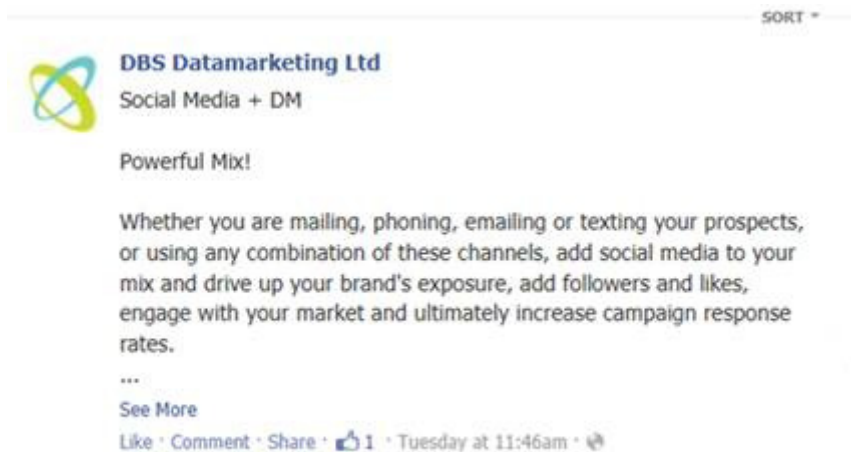 SORT
DBS Datamarketing Ltd
Social Media + DM
Powerful Mix!
Whether you are mailing, phoning, emailing or texting your prospects,
or using any combination of these channels, add social media to your
mix and drive up your brand's exposure, add followers and likes,
engage with your market and ultimately increase campaign response
rates.
...
See More
Like · Comment · Share · 1 · Tuesday at 11:46am ·